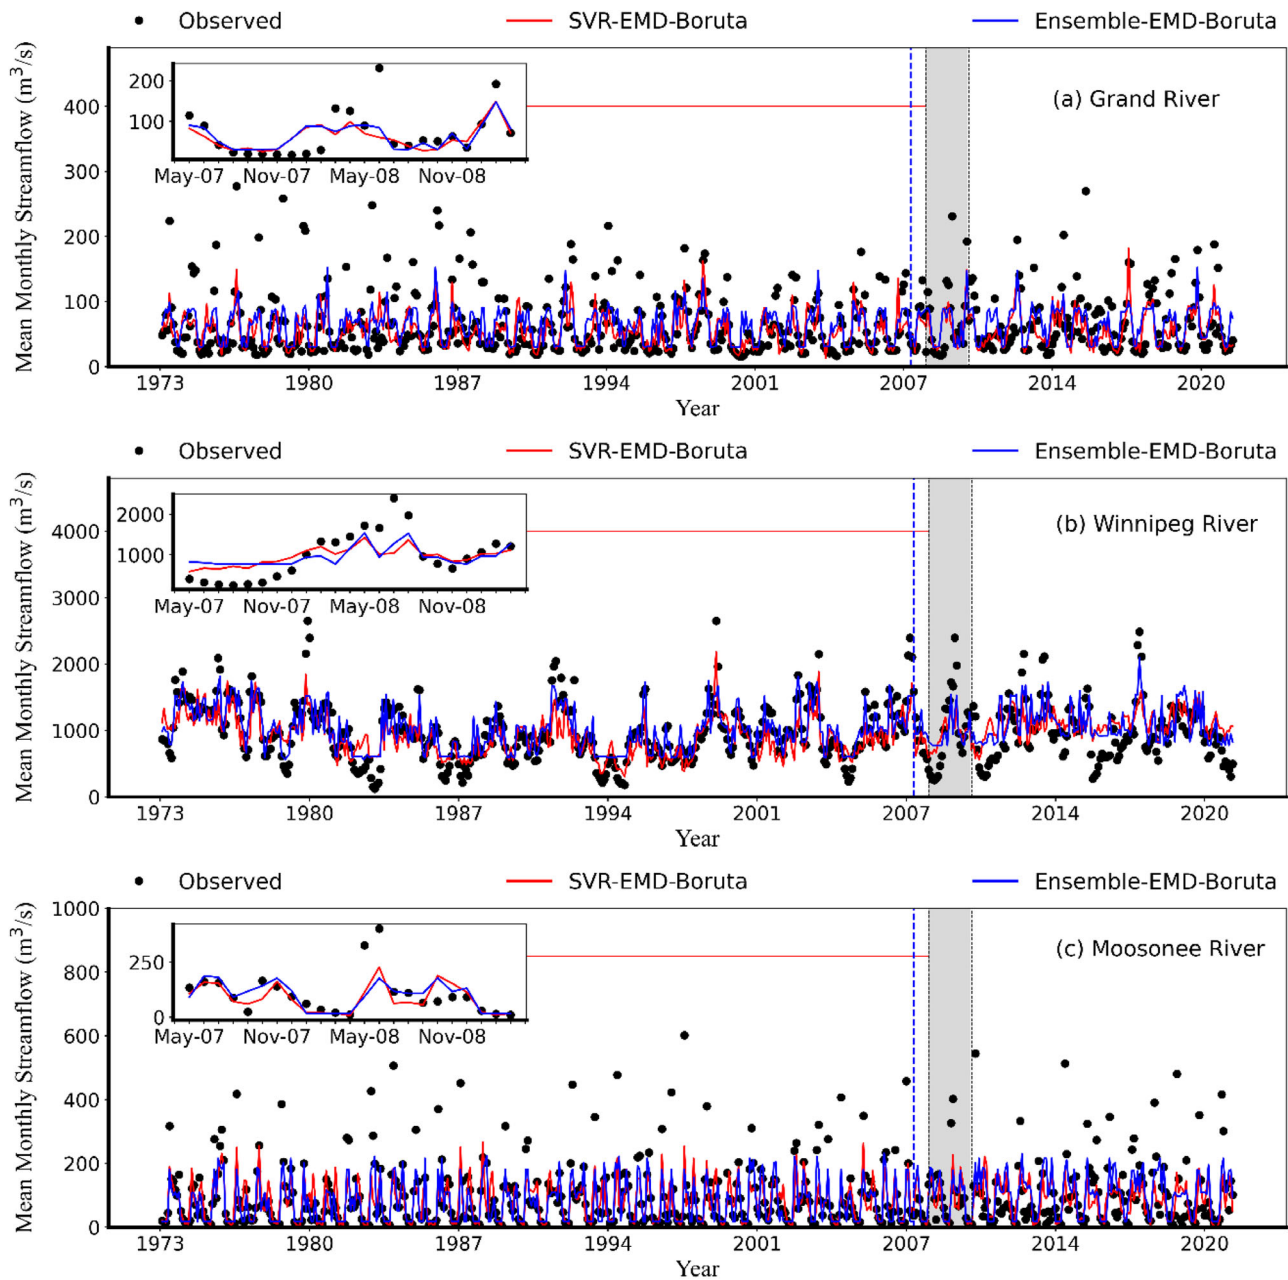 Observed SVR-EMD-Boruta Ensemble-EMD-Boruta
Mean Monthly Streamflow (m³/s)
(a) Grand River
400
300
200
100
0
200
100
May-07 Nov-07 May-08 Nov-08
1973 1980 1987 1994 2001 2007 2014 2020
Year
Observed SVR-EMD-Boruta Ensemble-EMD-Boruta
Mean Monthly Streamflow (m³/s)
(b) Winnipeg River
4000
3000
2000
1000
0
2000
1000
May-07 Nov-07 May-08 Nov-08
1973 1980 1987 1994 2001 2007 2014 2020
Year
Observed SVR-EMD-Boruta Ensemble-EMD-Boruta
Mean Monthly Streamflow (m³/s)
(c) Moosonee River
1000
800
600
400
200
0
250
0
May-07 Nov-07 May-08 Nov-08
1973 1980 1987 1994 2001 2007 2014 2020
Year